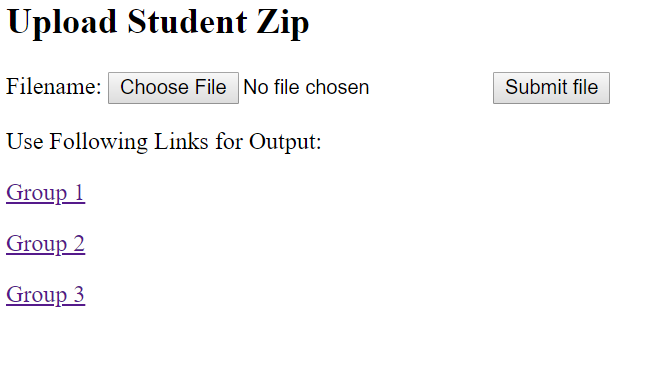 Upload Student Zip
Filename: Choose File No file chosen Submit file
Use Following Links for Output:
Group 1
Group 2
Group 3